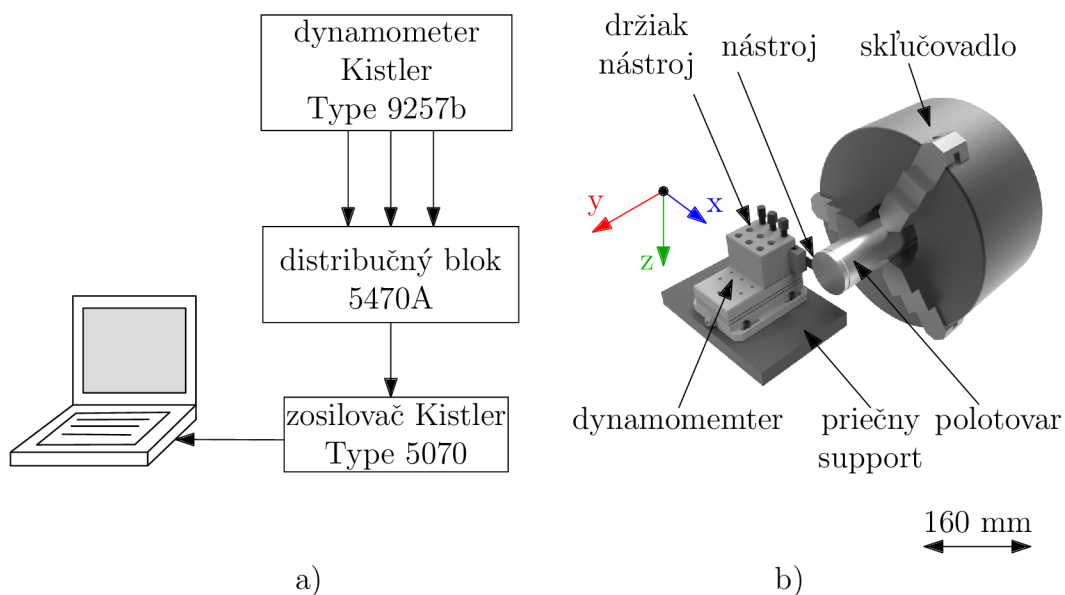 dynamometer
Kistler
Type 9257b
distribučný blok
5470A
zosilovač Kistler
Type 5070
a)
držiak
nástroj
nástroj
skľučovadlo
y
x
z
dynamomemter
priečny
support
polotovar
160 mm
b)